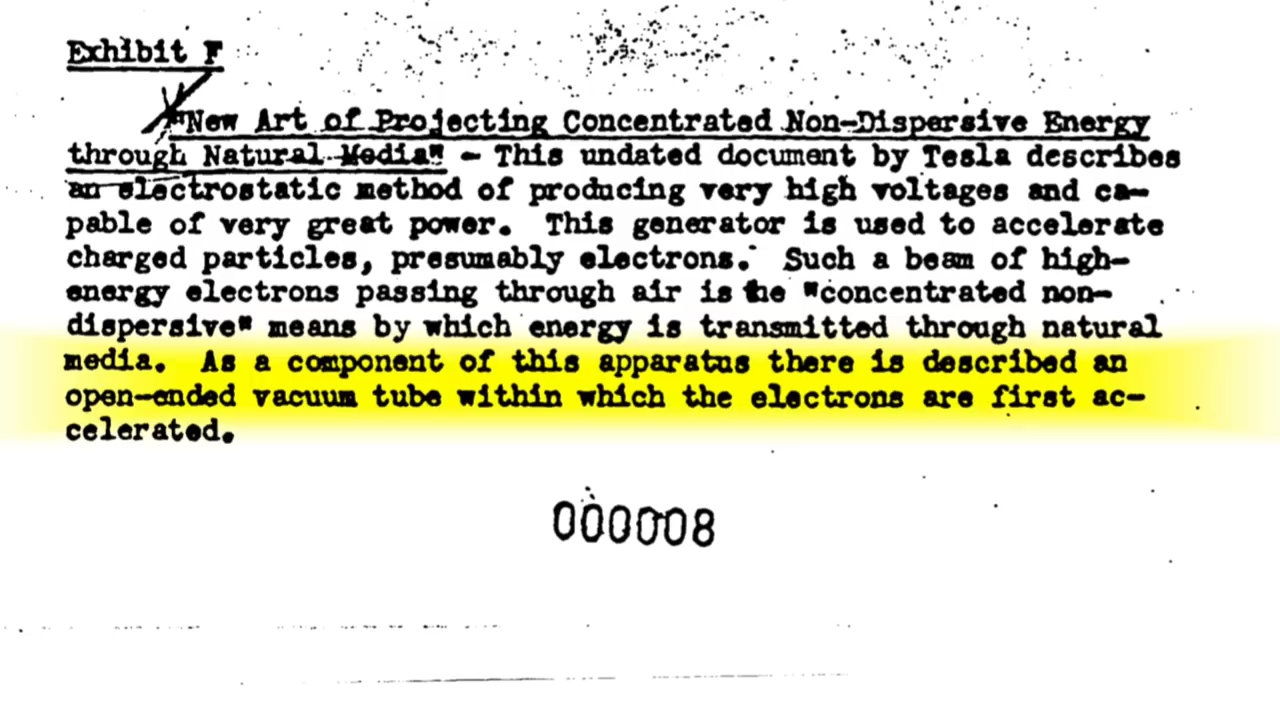 Exhibit F
"New Art of Projecting Concentrated Non-Dispersive Energy
through Natural Media" - This undated document by Tesla describes
an electrostatic method of producing very high voltages and ca-
pable of very great power. This generator is used to accelerate
charged particles, presumably electrons. Such a beam of high-
energy electrons passing through air is the "concentrated non-
dispersive" means by which energy is transmitted through natural
media. As a component of this apparatus there is described an
open-ended vacuum tube within which the electrons are first ac-
celerated.
000008